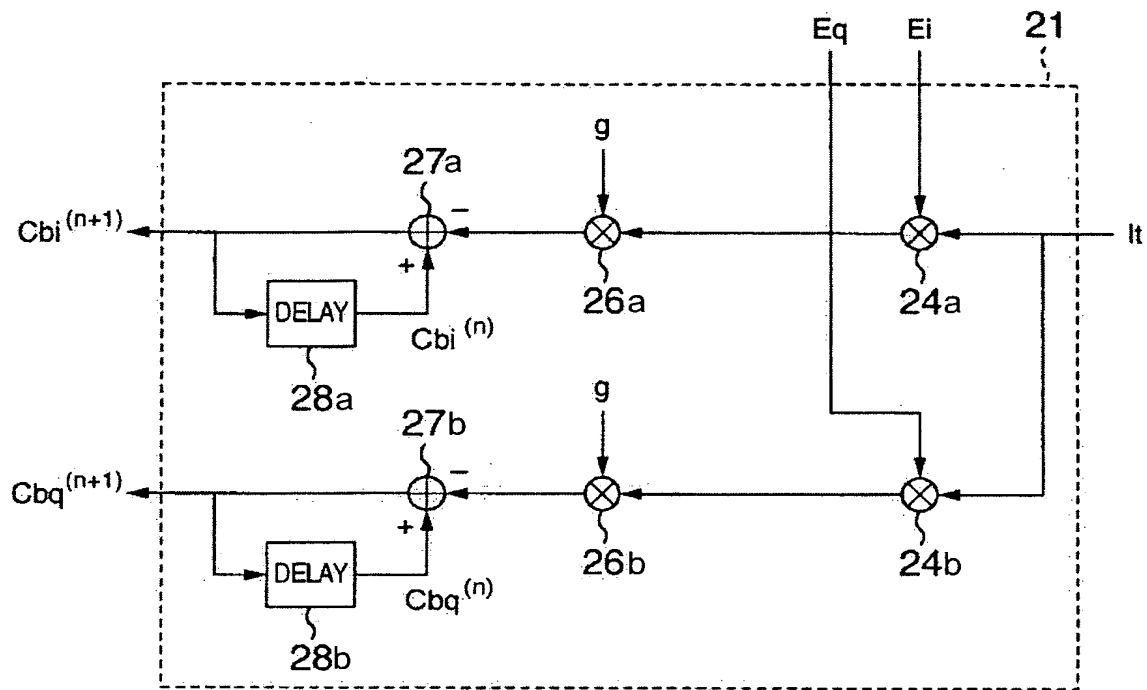 21
Eq Ei
g
27a
−
Cbi^(n+1)
It
+
DELAY
Cbi^(n)
26a
24a
28a
g
27b
−
Cbq^(n+1)
+
DELAY
Cbq^(n)
26b
24b
28b